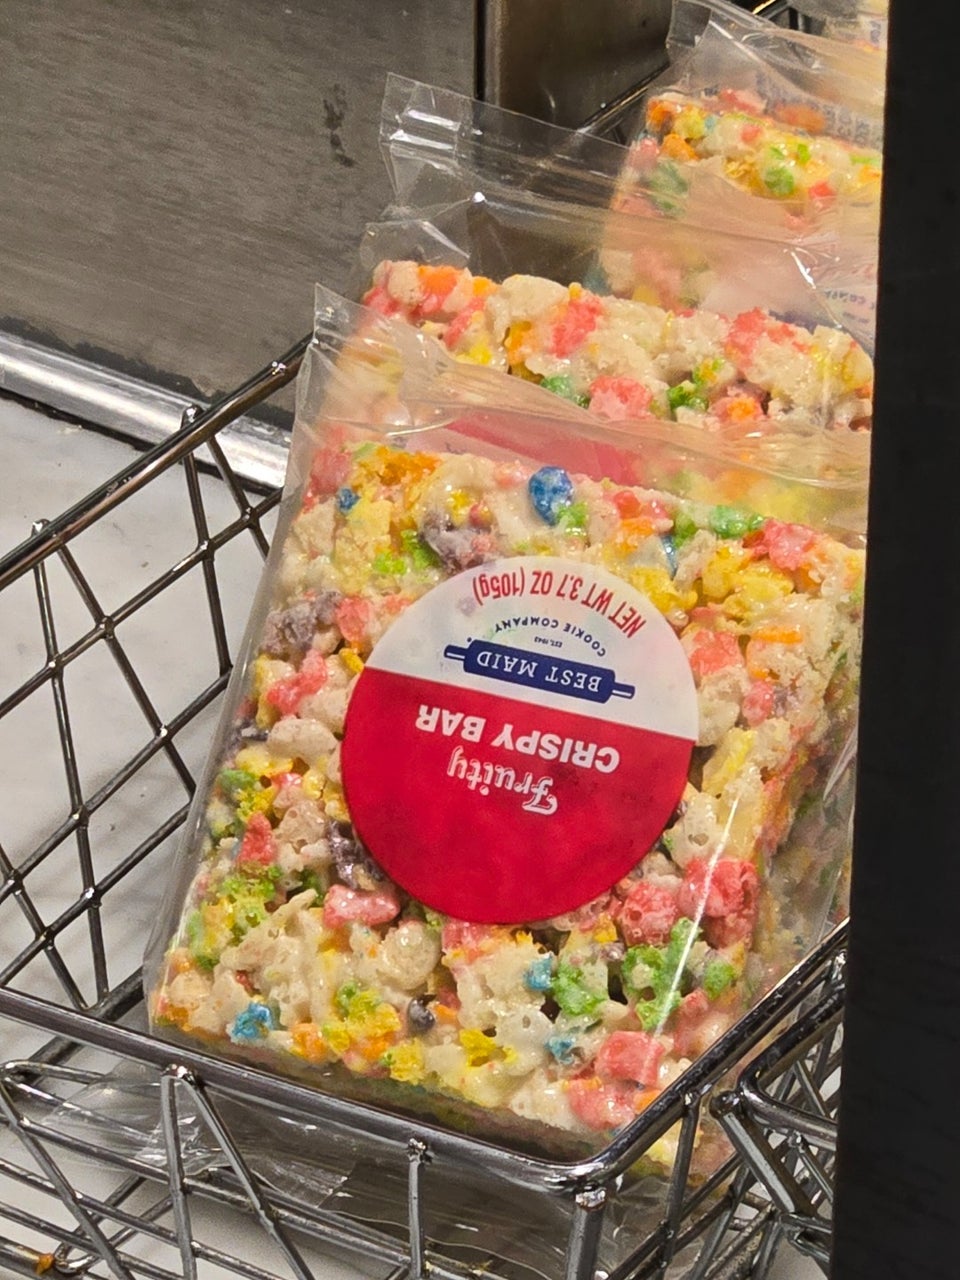 Fruity
CRISPY BAR
BEST MAID
EST. 1943
COOKIE COMPANY
NET WT 3.7 OZ (105g)